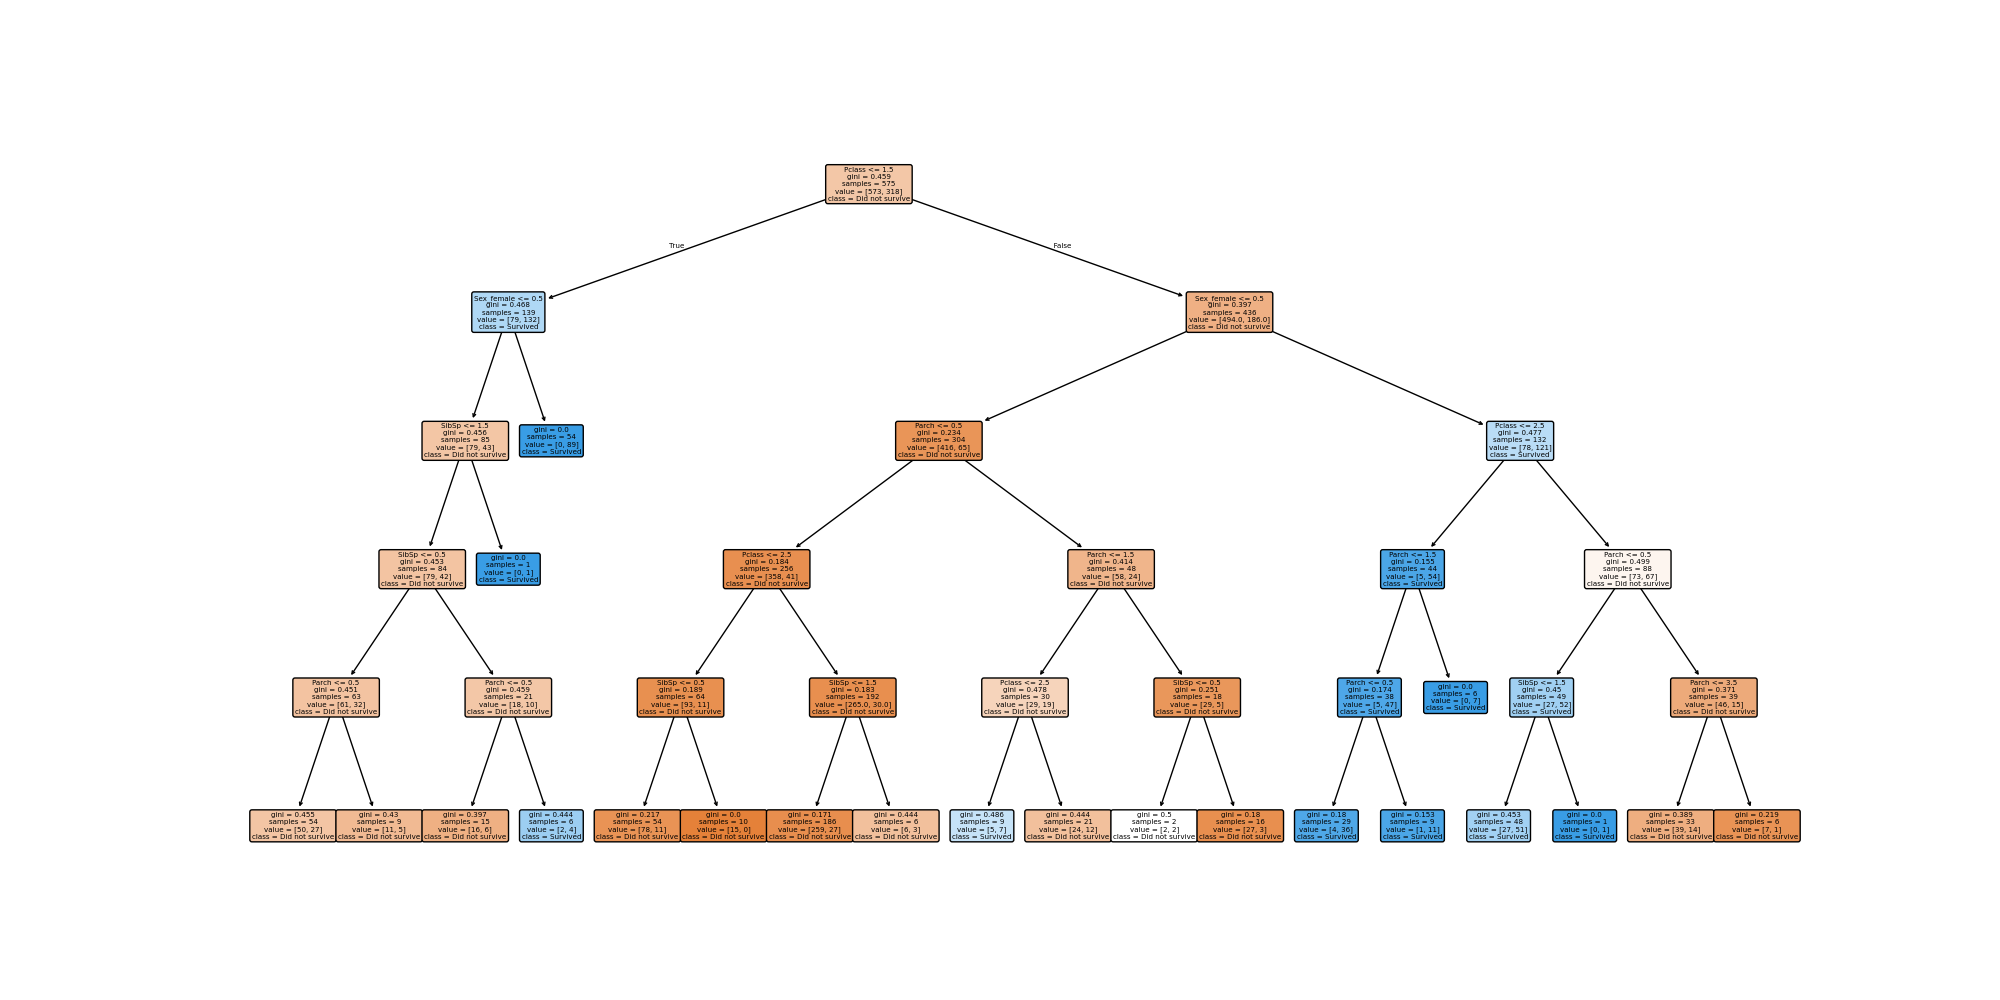 Pclass <= 1.5
gini = 0.459
samples = 575
value = [573, 318]
class = Did not survive
True
False
Sex_female <= 0.5
gini = 0.468
samples = 139
value = [79, 132]
class = Survived
Sex_female <= 0.5
gini = 0.397
samples = 436
value = [494.0, 186.0]
class = Did not survive
SibSp <= 1.5
gini = 0.456
samples = 85
value = [79, 43]
class = Did not survive
gini = 0.0
samples = 54
value = [0, 89]
class = Survived
Parch <= 0.5
gini = 0.234
samples = 304
value = [416, 65]
class = Did not survive
Pclass <= 2.5
gini = 0.477
samples = 132
value = [78, 121]
class = Survived
SibSp <= 0.5
gini = 0.453
samples = 84
value = [79, 42]
class = Did not survive
gini = 0.0
samples = 1
value = [0, 1]
class = Survived
Pclass <= 2.5
gini = 0.184
samples = 256
value = [358, 41]
class = Did not survive
Parch <= 1.5
gini = 0.414
samples = 48
value = [58, 24]
class = Did not survive
Parch <= 1.5
gini = 0.155
samples = 44
value = [5, 54]
class = Survived
Parch <= 0.5
gini = 0.499
samples = 88
value = [73, 67]
class = Did not survive
Parch <= 0.5
gini = 0.451
samples = 63
value = [61, 32]
class = Did not survive
Parch <= 0.5
gini = 0.459
samples = 21
value = [18, 10]
class = Did not survive
SibSp <= 0.5
gini = 0.189
samples = 64
value = [93, 11]
class = Did not survive
SibSp <= 1.5
gini = 0.183
samples = 192
value = [265.0, 30.0]
class = Did not survive
Pclass <= 2.5
gini = 0.478
samples = 30
value = [29, 19]
class = Did not survive
SibSp <= 0.5
gini = 0.251
samples = 18
value = [29, 5]
class = Did not survive
Parch <= 0.5
gini = 0.174
samples = 38
value = [5, 47]
class = Survived
gini = 0.0
samples = 6
value = [0, 7]
class = Survived
SibSp <= 1.5
gini = 0.45
samples = 49
value = [27, 52]
class = Survived
Parch <= 3.5
gini = 0.371
samples = 39
value = [46, 15]
class = Did not survive
gini = 0.455
samples = 54
value = [50, 27]
class = Did not survive
gini = 0.43
samples = 9
value = [11, 5]
class = Did not survive
gini = 0.397
samples = 15
value = [16, 6]
class = Did not survive
gini = 0.444
samples = 6
value = [2, 4]
class = Survived
gini = 0.217
samples = 54
value = [78, 11]
class = Did not survive
gini = 0.0
samples = 10
value = [15, 0]
class = Did not survive
gini = 0.171
samples = 186
value = [259, 27]
class = Did not survive
gini = 0.444
samples = 6
value = [6, 3]
class = Did not survive
gini = 0.486
samples = 9
value = [5, 7]
class = Survived
gini = 0.444
samples = 21
value = [24, 12]
class = Did not survive
gini = 0.5
samples = 2
value = [2, 2]
class = Did not survive
gini = 0.18
samples = 16
value = [27, 3]
class = Did not survive
gini = 0.18
samples = 29
value = [4, 36]
class = Survived
gini = 0.153
samples = 9
value = [1, 11]
class = Survived
gini = 0.453
samples = 48
value = [27, 51]
class = Survived
gini = 0.0
samples = 1
value = [0, 1]
class = Survived
gini = 0.389
samples = 33
value = [39, 14]
class = Did not survive
gini = 0.219
samples = 6
value = [7, 1]
class = Did not survive